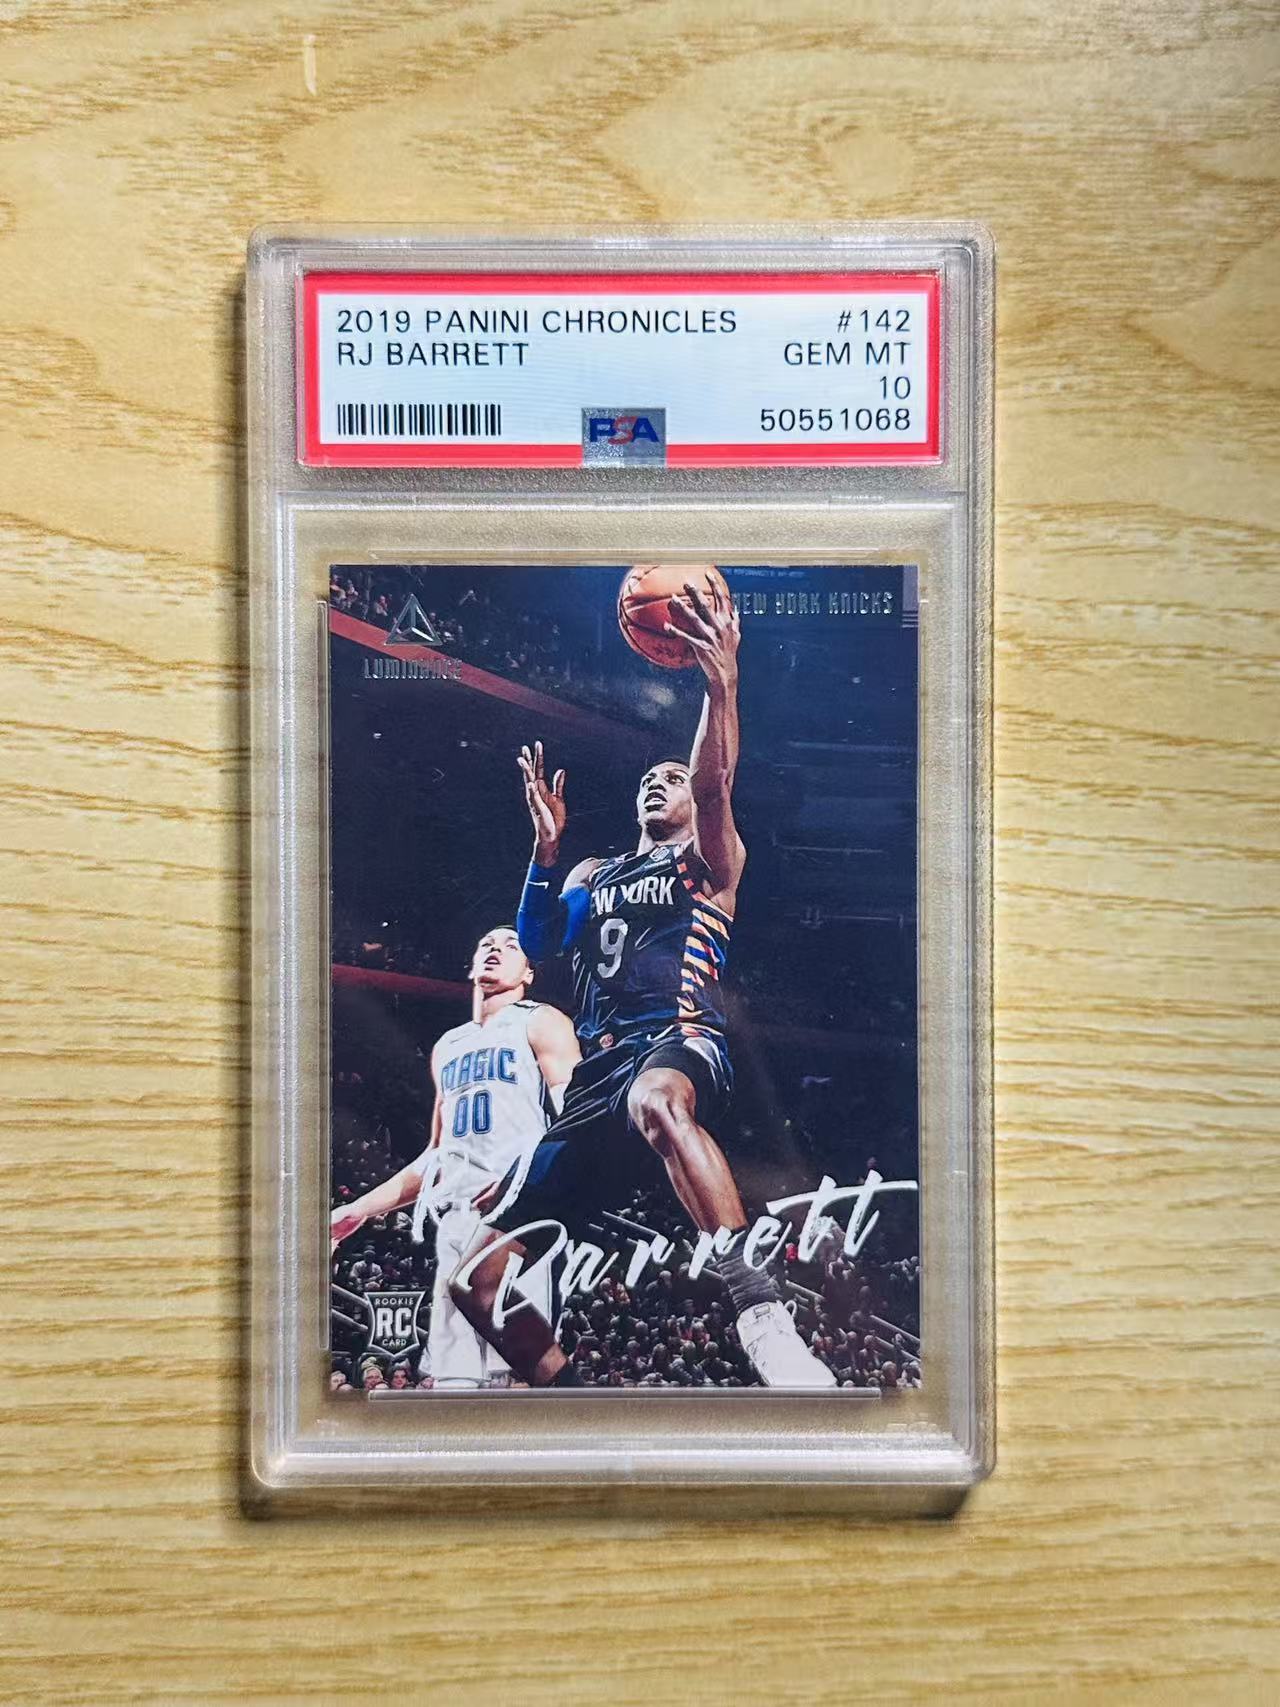 2019 PANINI CHRONICLES #142
RJ BARRETT GEM MT
10
50551068
PSA
NEW YORK KNICKS
LUMINANCE
YORK
9
MAGIC
00
RJ
Barrett
ROOKIE
RC
CARD